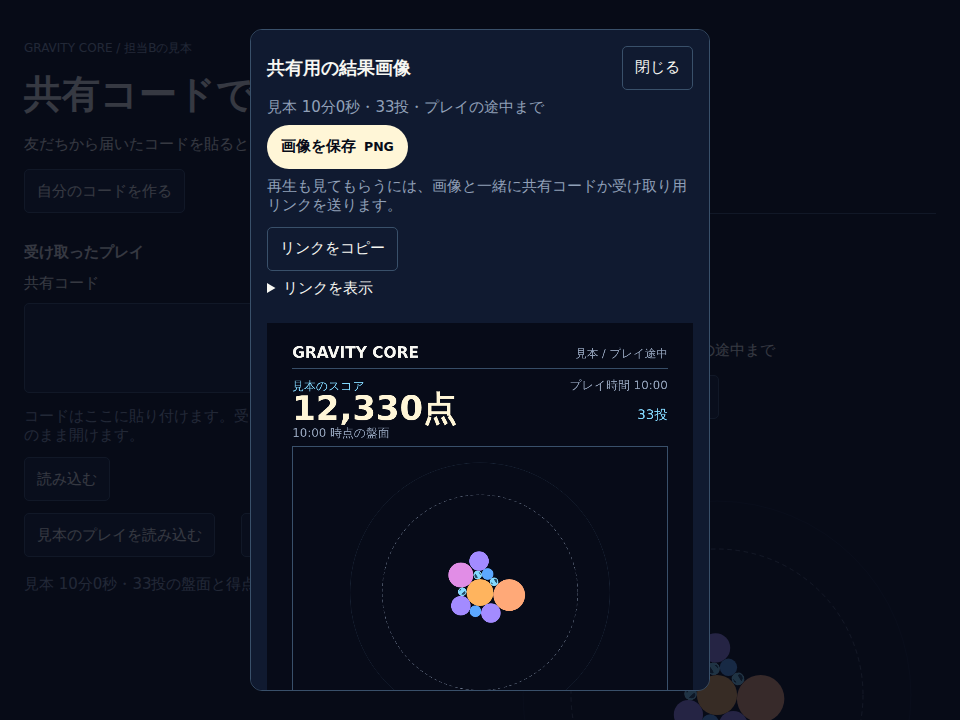 GRAVITY CORE / 担当Bの見本
共有コードで
友だちから届いたコードを貼ると
自分のコードを作る
受け取ったプレイ
共有コード
コードはここに貼り付けます。受
のまま開けます。
読み込む
見本のプレイを読み込む
見本 10分0秒・33投の盤面と得点
の途中まで
共有用の結果画像
閉じる
見本 10分0秒・33投・プレイの途中まで
画像を保存 PNG
再生も見てもらうには、画像と一緒に共有コードか受け取り用
リンクを送ります。
リンクをコピー
▶ リンクを表示
GRAVITY CORE
見本 / プレイ途中
見本のスコア
プレイ時間 10:00
12,330点
33投
10:00 時点の盤面